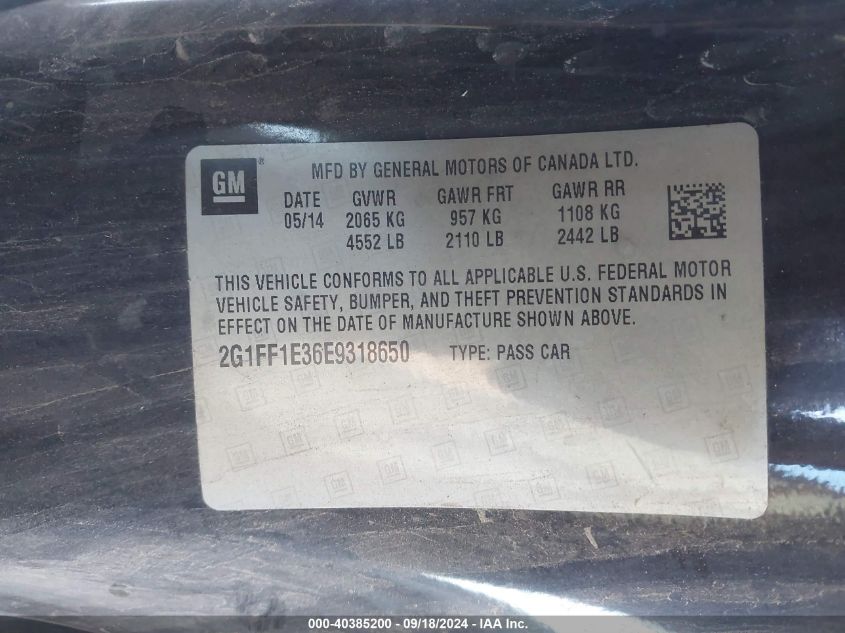 GM ® MFD BY GENERAL MOTORS OF CANADA LTD.
DATE GVWR GAWR FRT GAWR RR
05/14 2065 KG 957 KG 1108 KG
4552 LB 2110 LB 2442 LB
THIS VEHICLE CONFORMS TO ALL APPLICABLE U.S. FEDERAL MOTOR
VEHICLE SAFETY, BUMPER, AND THEFT PREVENTION STANDARDS IN
EFFECT ON THE DATE OF MANUFACTURE SHOWN ABOVE.
2G1FF1E36E9318650 TYPE: PASS CAR
000-40385200 - 09/18/2024 - IAA Inc.